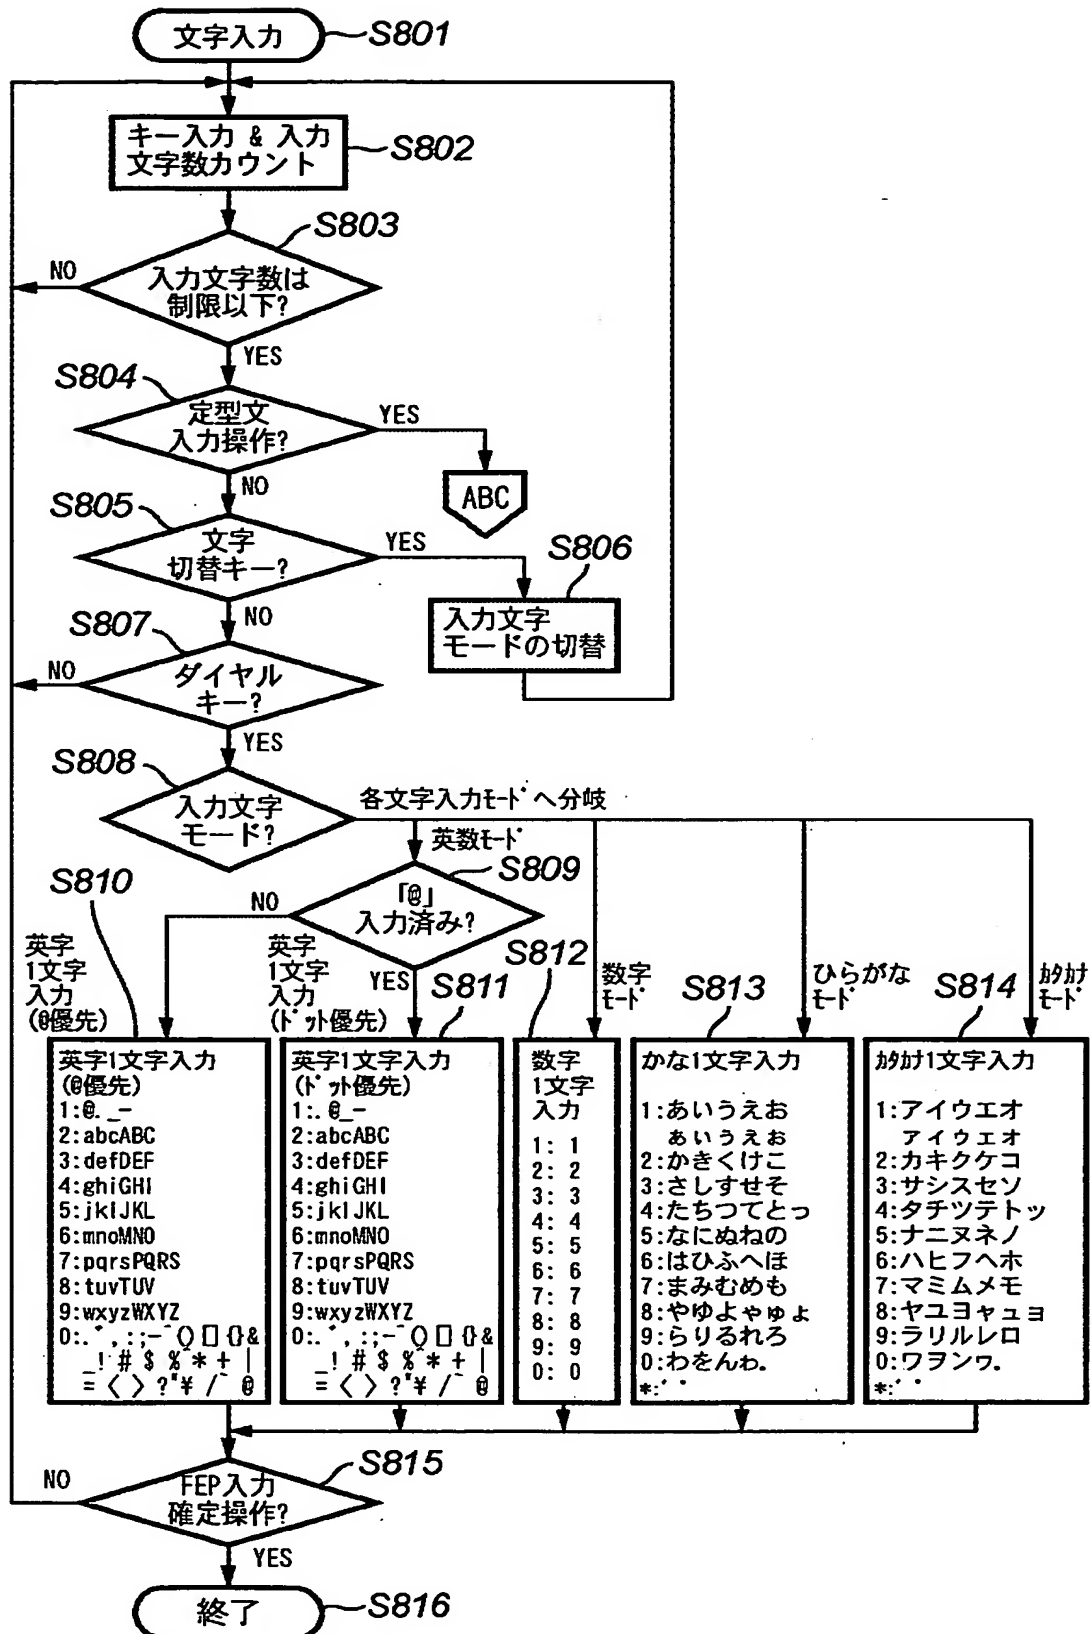 文字入力
S801
キー入力 & 入力
文字数カウント
S802
S803
入力文字数は
制限以下?
NO
YES
S804
定型文
入力操作?
YES
NO
ABC
S805
文字
切替キー?
YES
NO
S806
入力文字
モードの切替
S807
ダイヤル
キー?
NO
YES
S808
入力文字
モード?
各文字入力ﾓｰﾄﾞへ分岐
英数ﾓｰﾄﾞ
S809
「@」
入力済み?
NO
YES
S810
英字
1文字
入力
(@優先)
英字
1文字
入力
(ﾄﾞｯﾄ優先)
S811
S812
数字
ﾓｰﾄﾞ
S813
ひらがな
ﾓｰﾄﾞ
S814
ｶﾀｶﾅ
ﾓｰﾄﾞ
英字1文字入力
(@優先)
1:@._-
2:abcABC
3:defDEF
4:ghiGHI
5:jklJKL
6:mnoMNO
7:pqrsPQRS
8:tuvTUV
9:wxyzWXYZ
_!#$%*+|
英字1文字入力
(ﾄﾞｯﾄ優先)
1:.@_-
2:abcABC
3:defDEF
4:ghiGHI
5:jklJKL
6:mnoMNO
7:pqrsPQRS
8:tuvTUV
9:wxyzWXYZ
_!#$%*+|
数字
1文字
入力
1: 1
2: 2
3: 3
4: 4
5: 5
6: 6
7: 7
8: 8
9: 9
0: 0
かな1文字入力
1:あいうえお
ぁぃぅぇぉ
2:かきくけこ
3:さしすせそ
4:たちつてとっ
5:なにぬねの
6:はひふへほ
7:まみむめも
8:やゆよゃゅょ
9:らりるれろ
0:わをんゎ。
*:゛゜
ｶﾀｶﾅ1文字入力
1:アイウエオ
ァィゥェォ
2:カキクケコ
3:サシスセソ
4:タチツテトッ
5:ナニヌネノ
6:ハヒフヘホ
7:マミムメモ
8:ヤユヨャュョ
9:ラリルレロ
0:ワヲンヮ。
*:゛゜
S815
FEP入力
確定操作?
NO
YES
終了
S816